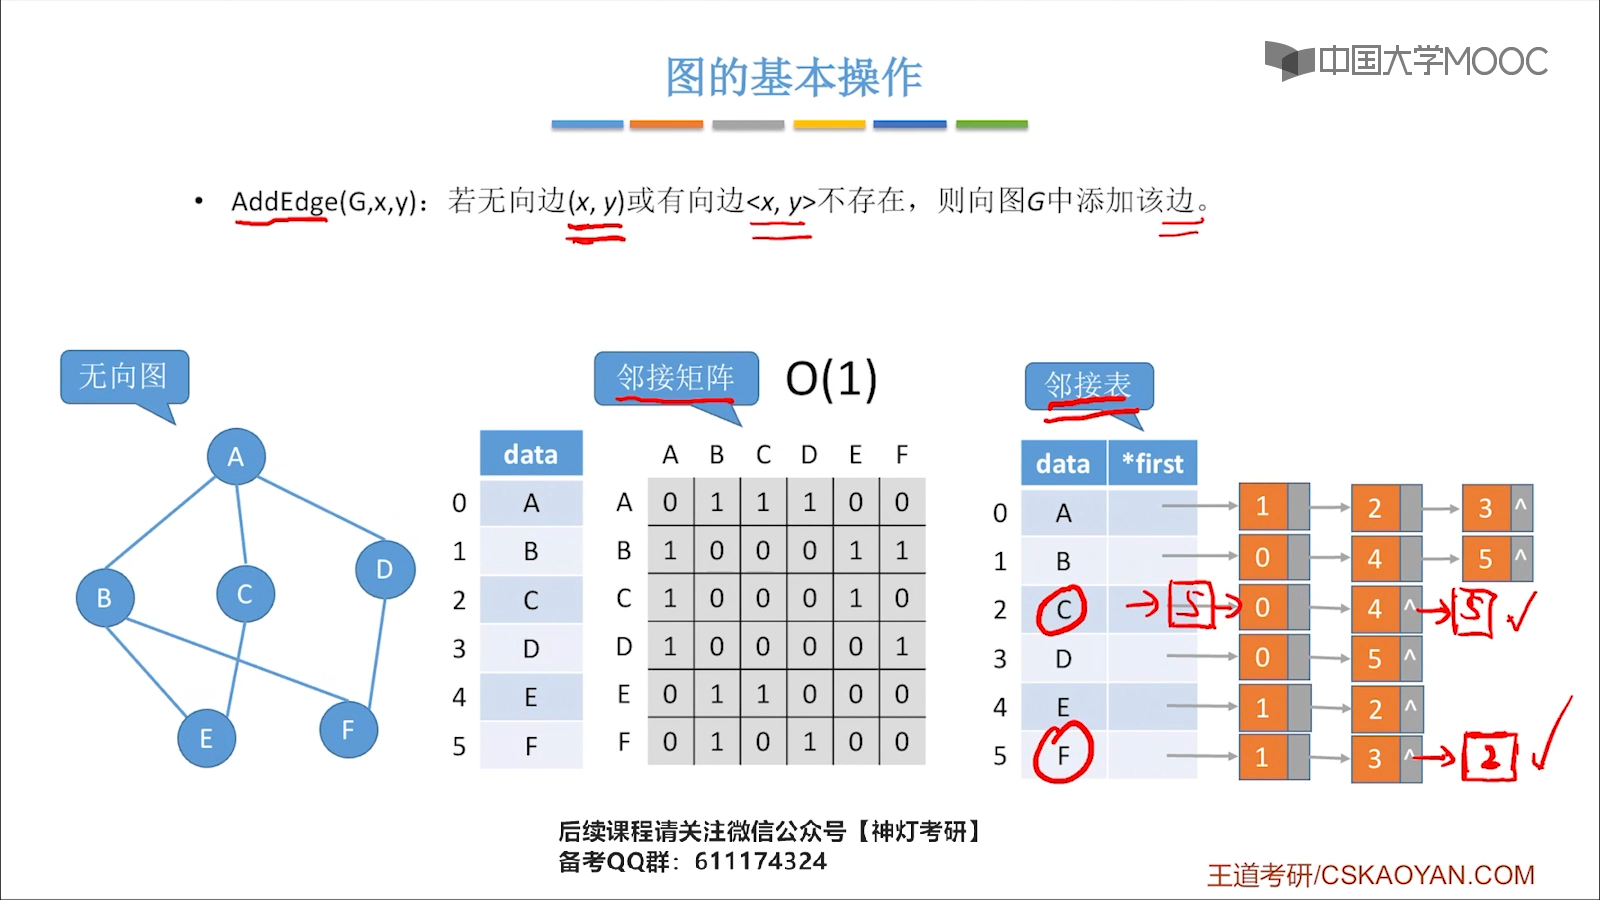 中国大学MOOC
图的基本操作
• AddEdge(G,x,y)：若无向边(x, y)或有向边<x, y>不存在，则向图G中添加该边。
无向图
A
B
C
D
E
F
邻接矩阵
O(1)
data
0 A
1 B
2 C
3 D
4 E
5 F
A B C D E F
A 0 1 1 1 0 0
B 1 0 0 0 1 1
C 1 0 0 0 1 0
D 1 0 0 0 0 1
E 0 1 1 0 0 0
F 0 1 0 1 0 0
邻接表
data *first
0 A 1 2 3 ^
1 B 0 4 5 ^
2 C 5 0 4 ^ 5
3 D 0 5 ^
4 E 1 2 ^
5 F 1 3 ^ 2
后续课程请关注微信公众号【神灯考研】
备考QQ群：611174324
王道考研/CSKAOYAN.COM